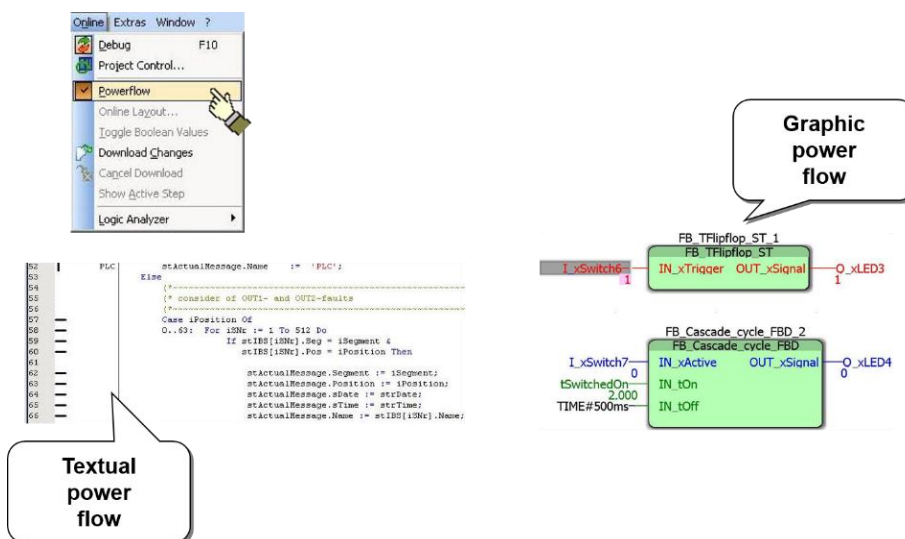 Online Extras Window ?
Debug F10
Project Control...
Powerflow
Online Layout...
Toggle Boolean Values
Download Changes
Cancel Download
Show Active Step
Logic Analyzer
Graphic
power
flow
52 PLC stActualMessage.Name := 'PLC';
53 Else
54 (*------------------------------------------------
55 (* consider of OUT1- and OUT2-faults
56 (*------------------------------------------------
57 Case iPosition Of
58 0..63: For iSNr := 1 To 512 Do
59 If stIBS[iSNr].Seg = iSegment &
60 stIBS[iSNr].Pos = iPosition Then
61
62 stActualMessage.Segment := iSegment;
63 stActualMessage.Position := iPosition;
64 stActualMessage.sDate := strDate;
65 stActualMessage.sTime := strTime;
66 stActualMessage.Name := stIBS[iSNr].Name;
Textual
power
flow
FB_TFlipflop_ST_1
FB_TFlipflop_ST
I_xSwitch6 IN_xTrigger OUT_xSignal O_xLED3
1 1
FB_Cascade_cycle_FBD_2
FB_Cascade_cycle_FBD
I_xSwitch7 IN_xActive OUT_xSignal O_xLED4
0 0
tSwitchedOn IN_tOn
2.000
TIME#500ms IN_tOff